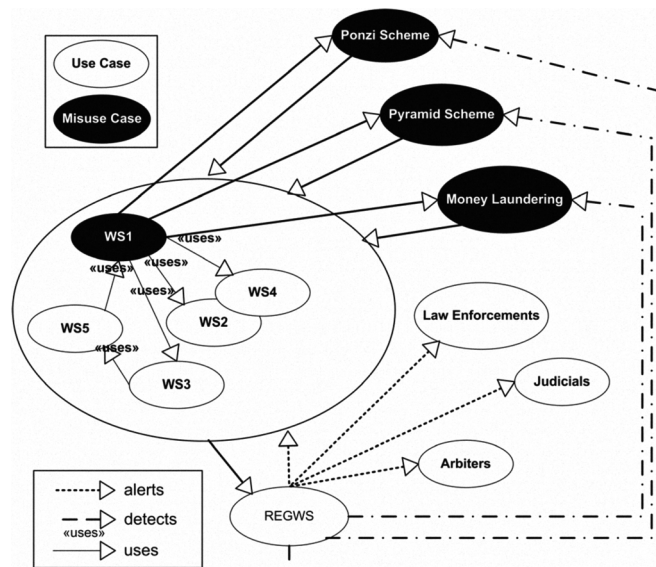 Ponzi Scheme
Use Case
Misuse Case
Pyramid Scheme
Money Laundering
WS1
«uses»
«uses»
«uses»
«uses»
WS4
WS2
WS5
«uses»
WS3
Law Enforcements
Judicials
Arbiters
REGWS
alerts
detects
«uses»
uses